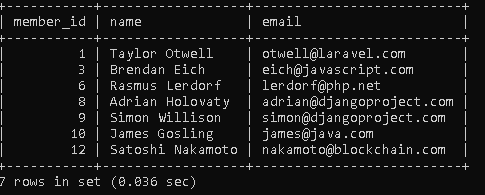 +-----------+------------------+--------------------------+
| member_id | name             | email                    |
+-----------+------------------+--------------------------+
|         1 | Taylor Otwell    | otwell@laravel.com       |
|         3 | Brendan Eich     | eich@javascript.com      |
|         6 | Rasmus Lerdorf   | lerdorf@php.net          |
|         8 | Adrian Holovaty  | adrian@djangoproject.com |
|         9 | Simon Willison   | simon@djangoproject.com  |
|        10 | James Gosling    | james@java.com           |
|        12 | Satoshi Nakamoto | nakamoto@blockchain.com  |
+-----------+------------------+--------------------------+
7 rows in set (0.036 sec)